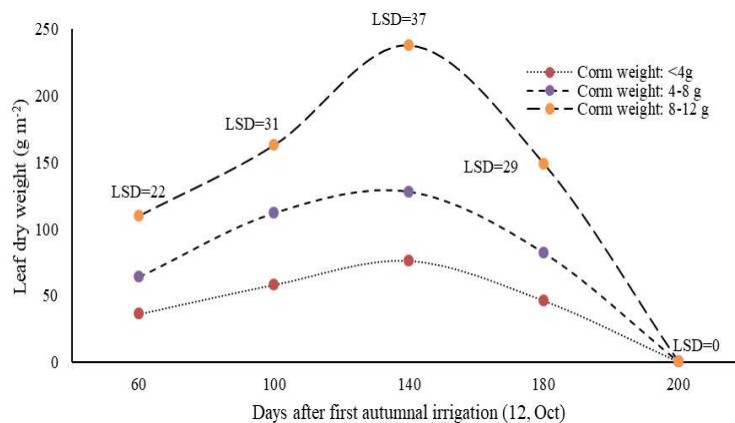 LSD=37
250
200
150
100
50
0
Leaf dry weight (g m-2)
LSD=22
LSD=31
LSD=29
LSD=0
Corm weight: <4g
Corm weight: 4-8 g
Corm weight: 8-12 g
60 100 140 180 200
Days after first autumnal irrigation (12, Oct)